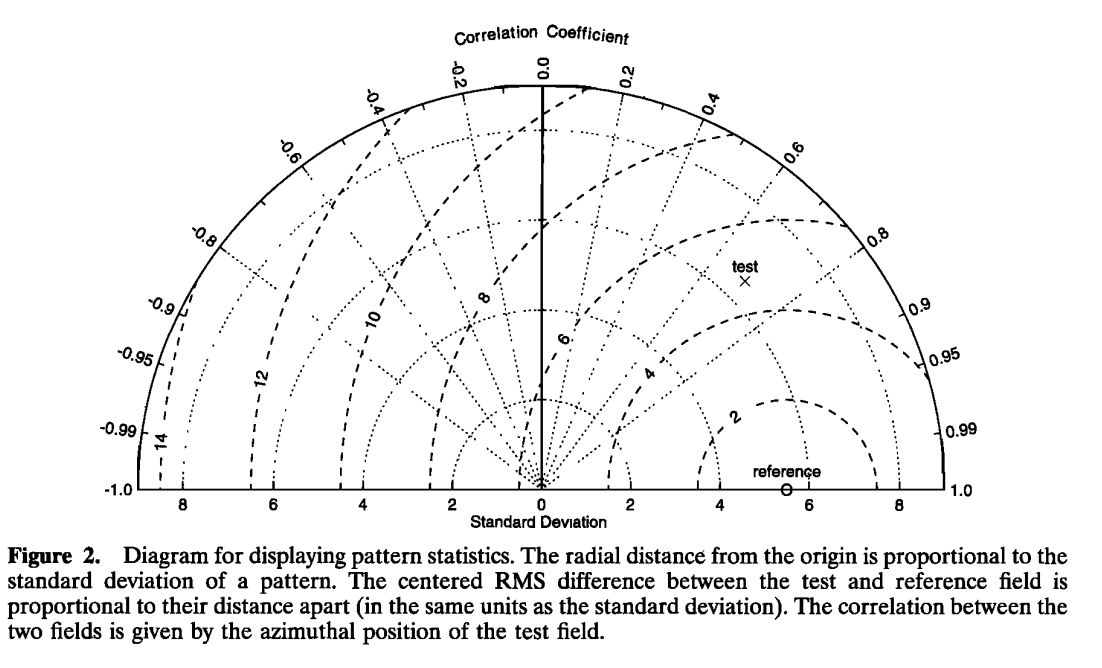 Correlation Coefficient
-0.2 0.0 0.2
-0.4 0.4
-0.6 0.6
-0.8 0.8
test
-0.9 0.9
8
10
6
-0.95 0.95
12 4
2
-0.99 0.99
14
reference
-1.0 1.0
8 6 4 2 0 2 4 6 8
Standard Deviation
Figure 2. Diagram for displaying pattern statistics. The radial distance from the origin is proportional to the
standard deviation of a pattern. The centered RMS difference between the test and reference field is
proportional to their distance apart (in the same units as the standard deviation). The correlation between the
two fields is given by the azimuthal position of the test field.